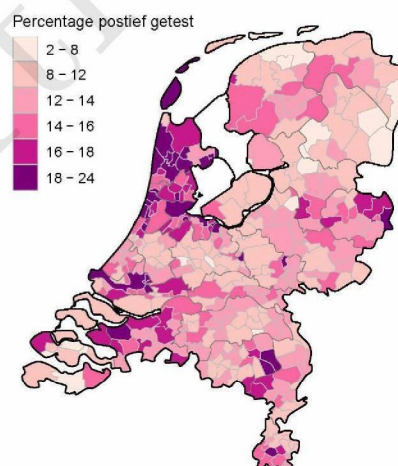 Percentage postief getest
2 – 8
8 – 12
12 – 14
14 – 16
16 – 18
18 – 24